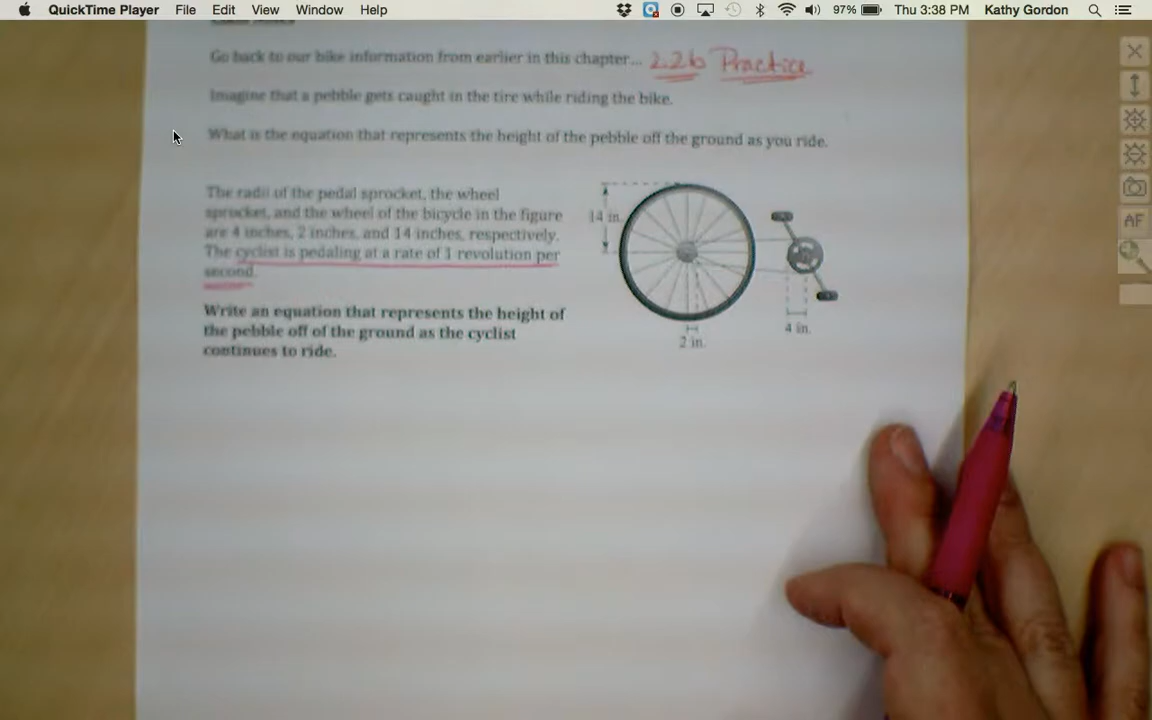 QuickTime Player File Edit View Window Help 97% Thu 3:38 PM Kathy Gordon
Go back to our bike information from earlier in this chapter... 2.2b Practice
Imagine that a pebble gets caught in the tire while riding the bike.
What is the equation that represents the height of the pebble off the ground as you ride.
The radii of the pedal sprocket, the wheel
sprocket, and the wheel of the bicycle in the figure
are 4 inches, 2 inches, and 14 inches, respectively.
The cyclist is pedaling at a rate of 1 revolution per
second.
Write an equation that represents the height of
the pebble off of the ground as the cyclist
continues to ride.
14 in.
2 in.
4 in.
AF